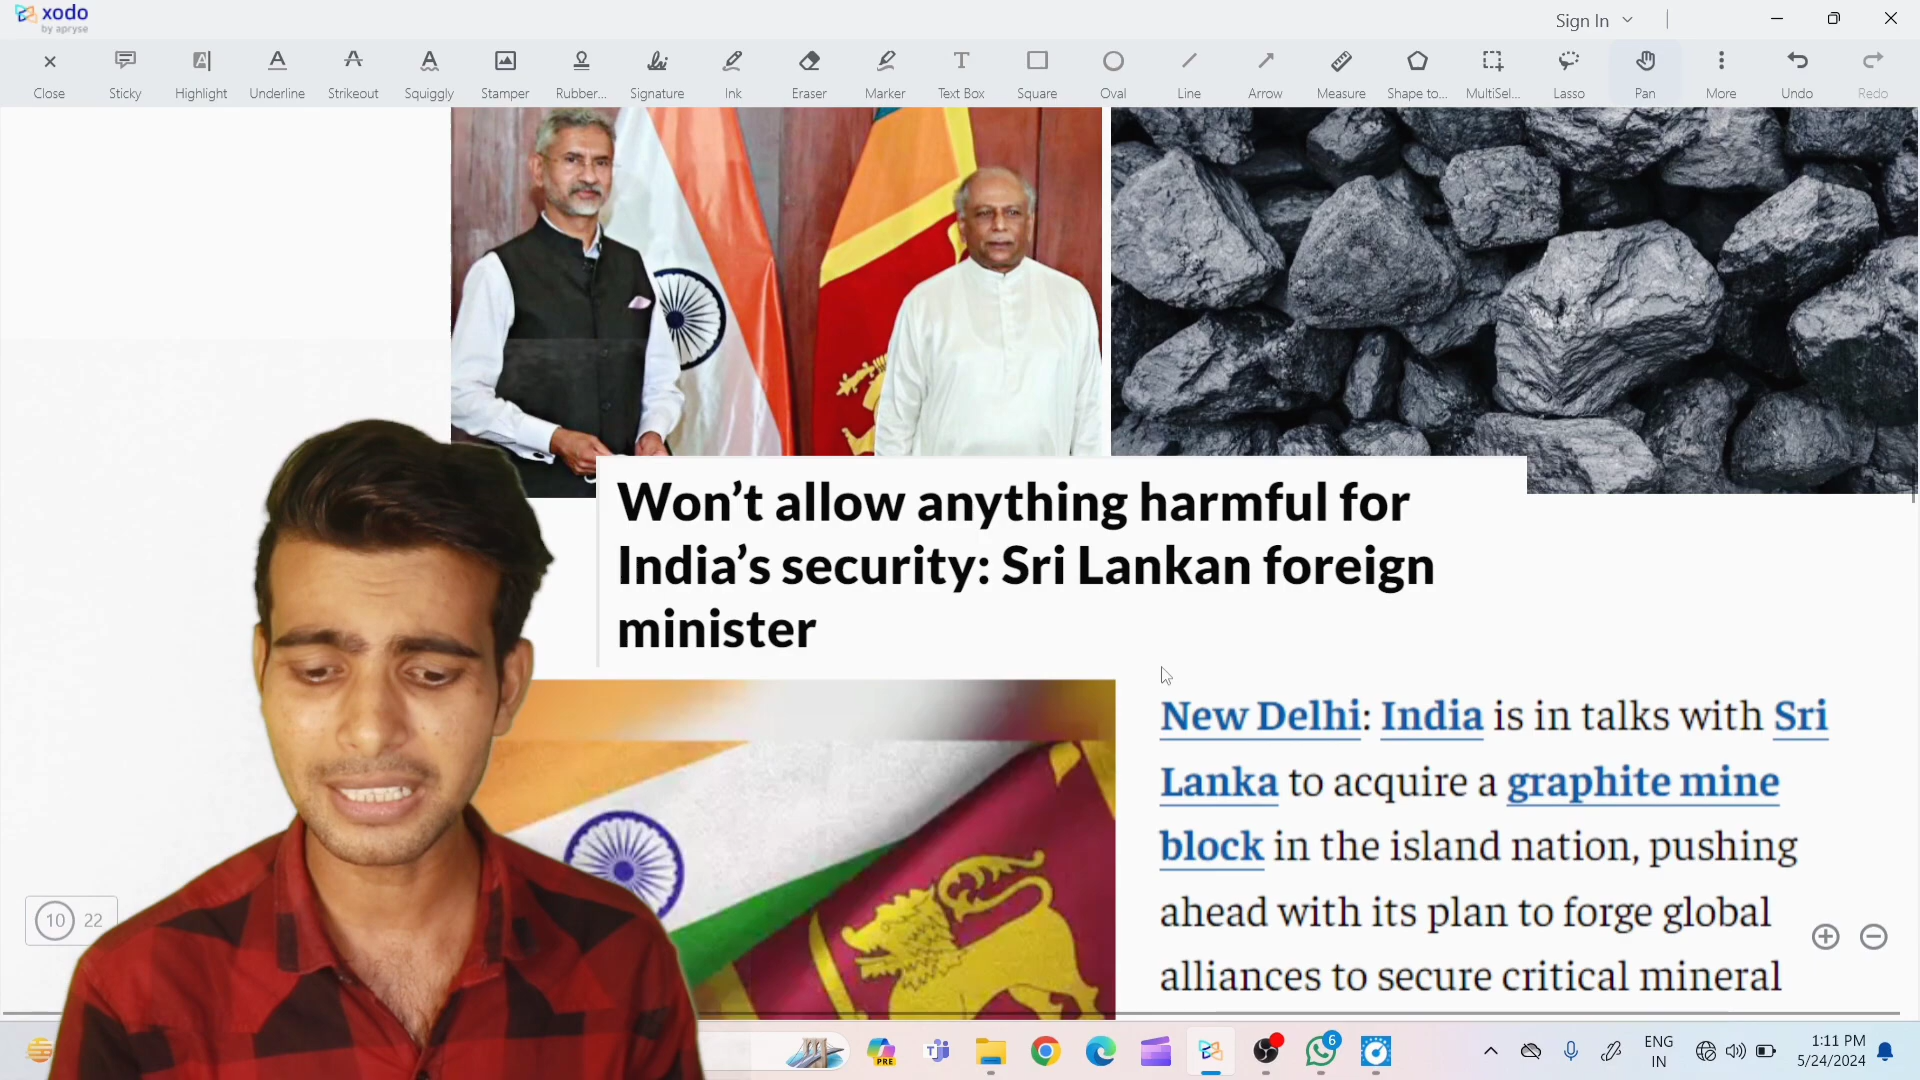 xodo
by apryse
Sign In
Close
Sticky
Highlight
Underline
Strikeout
Squiggly
Stamper
Rubber...
Signature
Ink
Eraser
Marker
Text Box
Square
Oval
Line
Arrow
Measure
Shape to...
MultiSel...
Lasso
Pan
More
Undo
Redo
Won't allow anything harmful for
India's security: Sri Lankan foreign
minister
New Delhi: India is in talks with Sri
Lanka to acquire a graphite mine
block in the island nation, pushing
ahead with its plan to forge global
alliances to secure critical mineral
10 22
PRE
6
ENG
IN
1:11 PM
5/24/2024